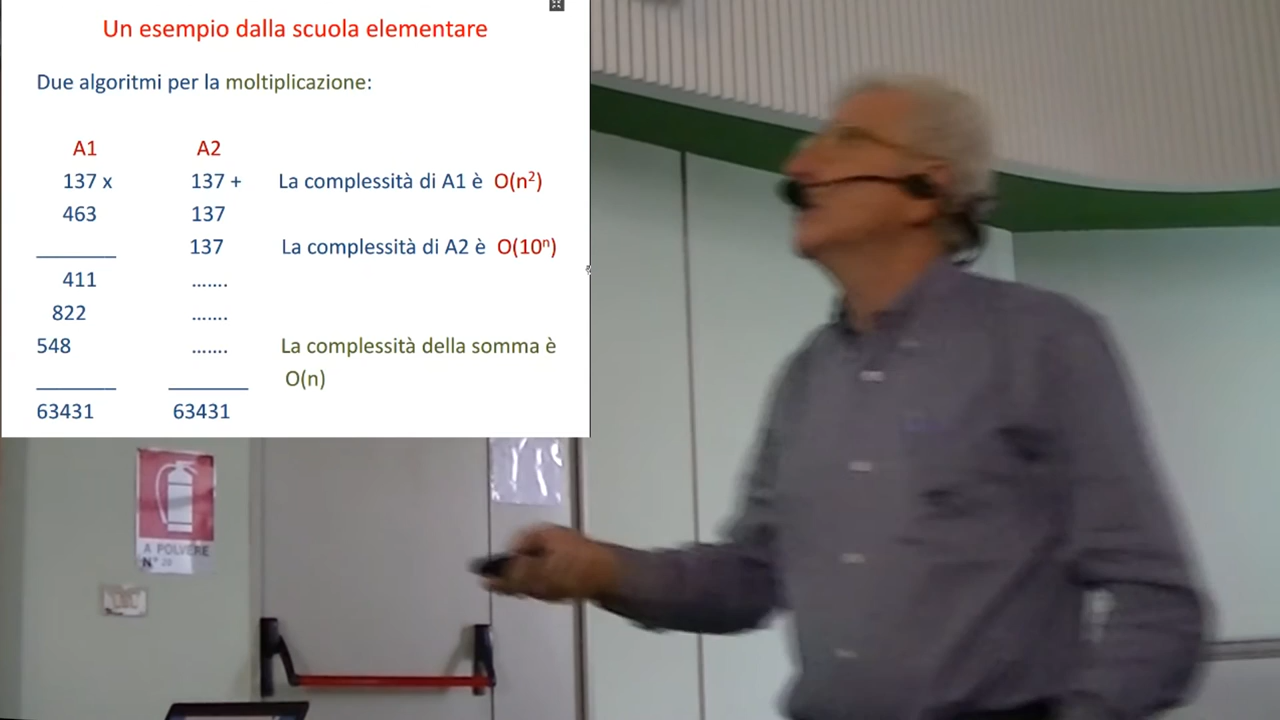 Un esempio dalla scuola elementare
Due algoritmi per la moltiplicazione:
A1 A2
137 x 137 + La complessità di A1 è O(n²)
463 137
137 La complessità di A2 è O(10ⁿ)
411 …….
822 …….
548 ……. La complessità della somma è
O(n)
63431 63431
A POLVERE
N° 20